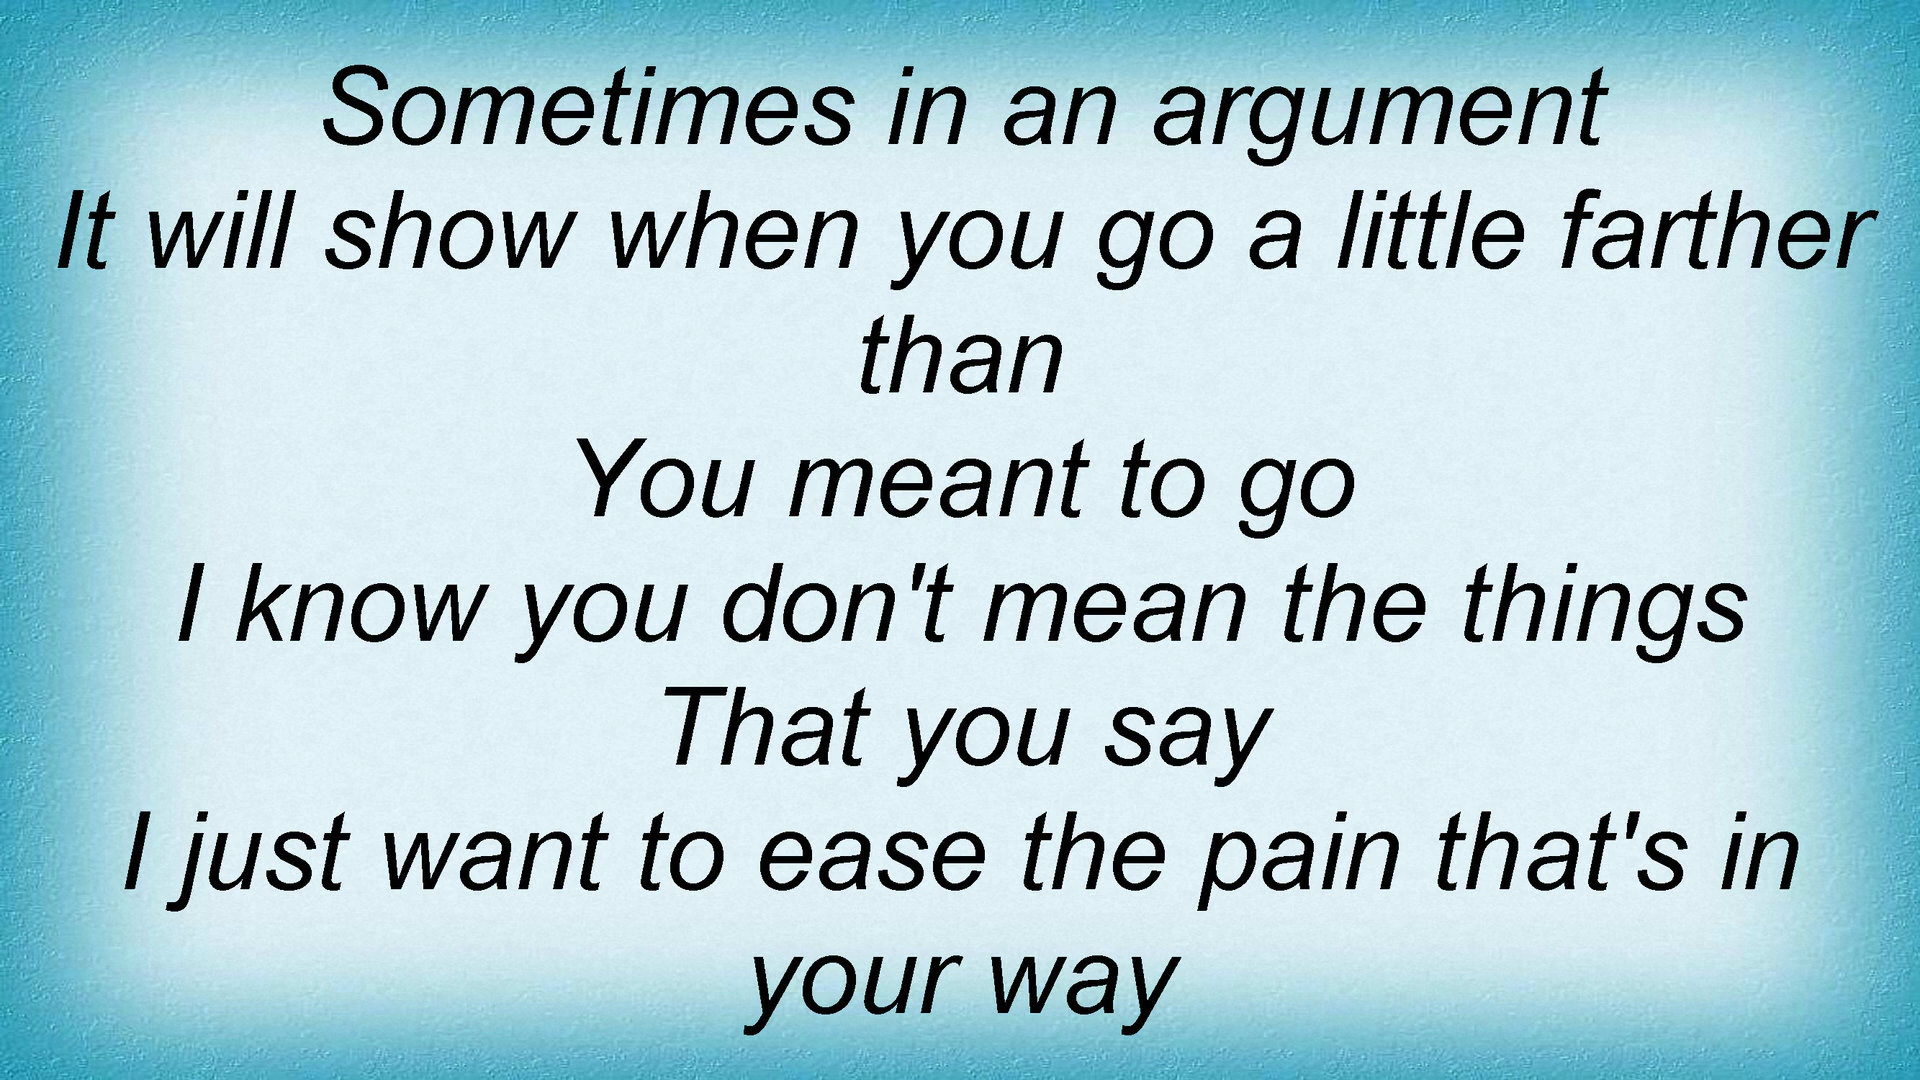 Sometimes in an argument
It will show when you go a little farther
than
You meant to go
I know you don't mean the things
That you say
I just want to ease the pain that's in
your way